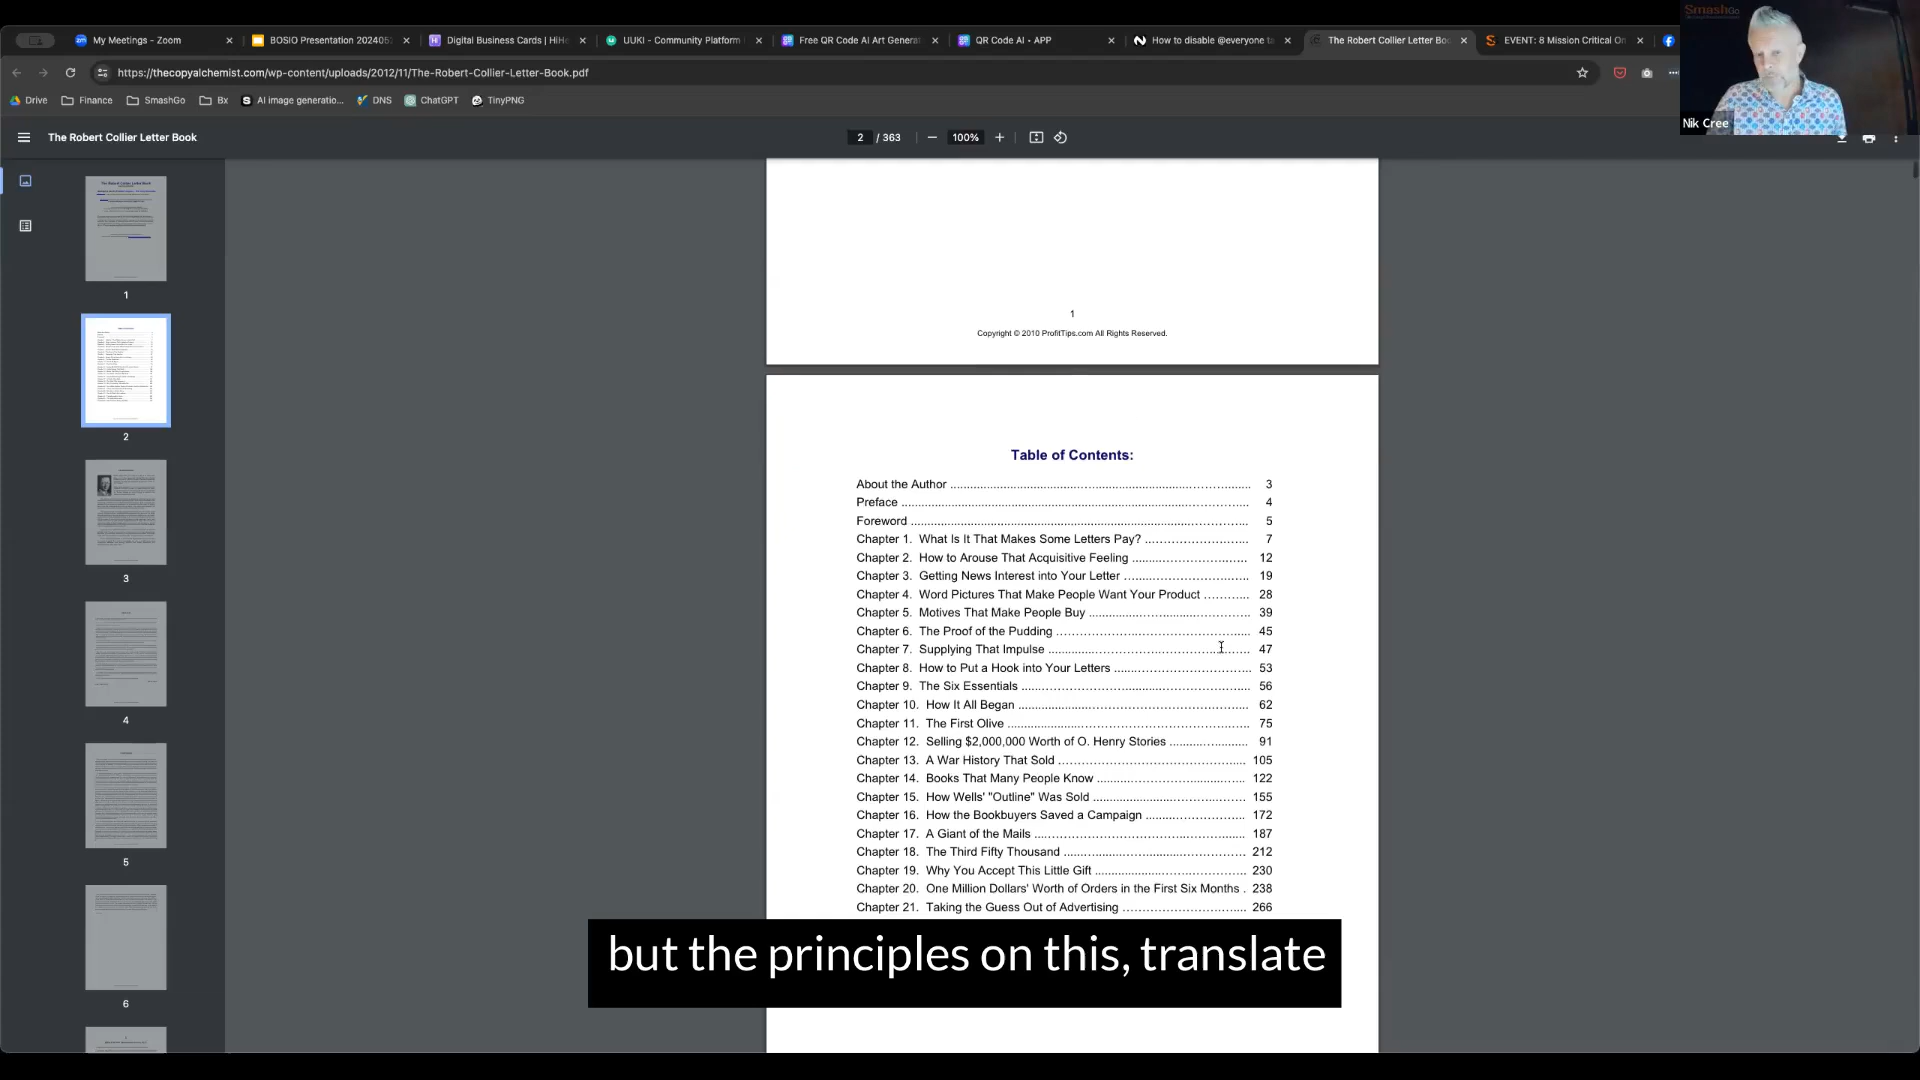 My Meetings - Zoom
BOSIO Presentation 202405
Digital Business Cards | HiH
UUKI - Community Platform
Free QR Code AI Art Genera
QR Code AI • APP
How to disable @everyone ta
The Robert Collier Letter Boo
EVENT: 8 Mission Critical On
SmashGo
https://thecopyalchemist.com/wp-content/uploads/2012/11/The-Robert-Collier-Letter-Book.pdf
Drive
Finance
SmashGo
Bx
AI image generatio...
DNS
ChatGPT
TinyPNG
Nik Cree
The Robert Collier Letter Book
2 / 363
100%
1
2
3
4
5
6
1
Copyright © 2010 ProfitTips.com All Rights Reserved.
Table of Contents:
About the Author ........ 3
Preface ........ 4
Foreword ........ 5
Chapter 1. What Is It That Makes Some Letters Pay? ........ 7
Chapter 2. How to Arouse That Acquisitive Feeling ........ 12
Chapter 3. Getting News Interest into Your Letter ........ 19
Chapter 4. Word Pictures That Make People Want Your Product ........ 28
Chapter 5. Motives That Make People Buy ........ 39
Chapter 6. The Proof of the Pudding ........ 45
Chapter 7. Supplying That Impulse ........ 47
Chapter 8. How to Put a Hook into Your Letters ........ 53
Chapter 9. The Six Essentials ........ 56
Chapter 10. How It All Began ........ 62
Chapter 11. The First Olive ........ 75
Chapter 12. Selling $2,000,000 Worth of O. Henry Stories ........ 91
Chapter 13. A War History That Sold ........ 105
Chapter 14. Books That Many People Know ........ 122
Chapter 15. How Wells' "Outline" Was Sold ........ 155
Chapter 16. How the Bookbuyers Saved a Campaign ........ 172
Chapter 17. A Giant of the Mails ........ 187
Chapter 18. The Third Fifty Thousand ........ 212
Chapter 19. Why You Accept This Little Gift ........ 230
Chapter 20. One Million Dollars' Worth of Orders in the First Six Months . 238
Chapter 21. Taking the Guess Out of Advertising ........ 266
but the principles on this, translate